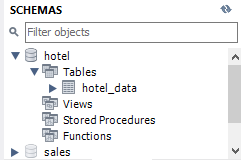 SCHEMAS
Filter objects
hotel
Tables
hotel_data
Views
Stored Procedures
Functions
sales